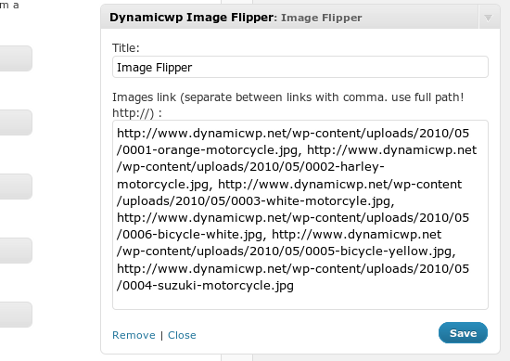 m a
Dynamicwp Image Flipper: Image Flipper
Title:
Image Flipper
Images link (separate between links with comma. use full path!
http://) :
http://www.dynamicwp.net/wp-content/uploads/2010/05
/0001-orange-motorcycle.jpg, http://www.dynamicwp.net
/wp-content/uploads/2010/05/0002-harley-
motorcycle.jpg, http://www.dynamicwp.net/wp-content
/uploads/2010/05/0003-white-motorcyle.jpg,
http://www.dynamicwp.net/wp-content/uploads/2010/05
/0006-bicycle-white.jpg, http://www.dynamicwp.net
/wp-content/uploads/2010/05/0005-bicycle-yellow.jpg,
http://www.dynamicwp.net/wp-content/uploads/2010/05
/0004-suzuki-motorcycle.jpg
Remove | Close
Save